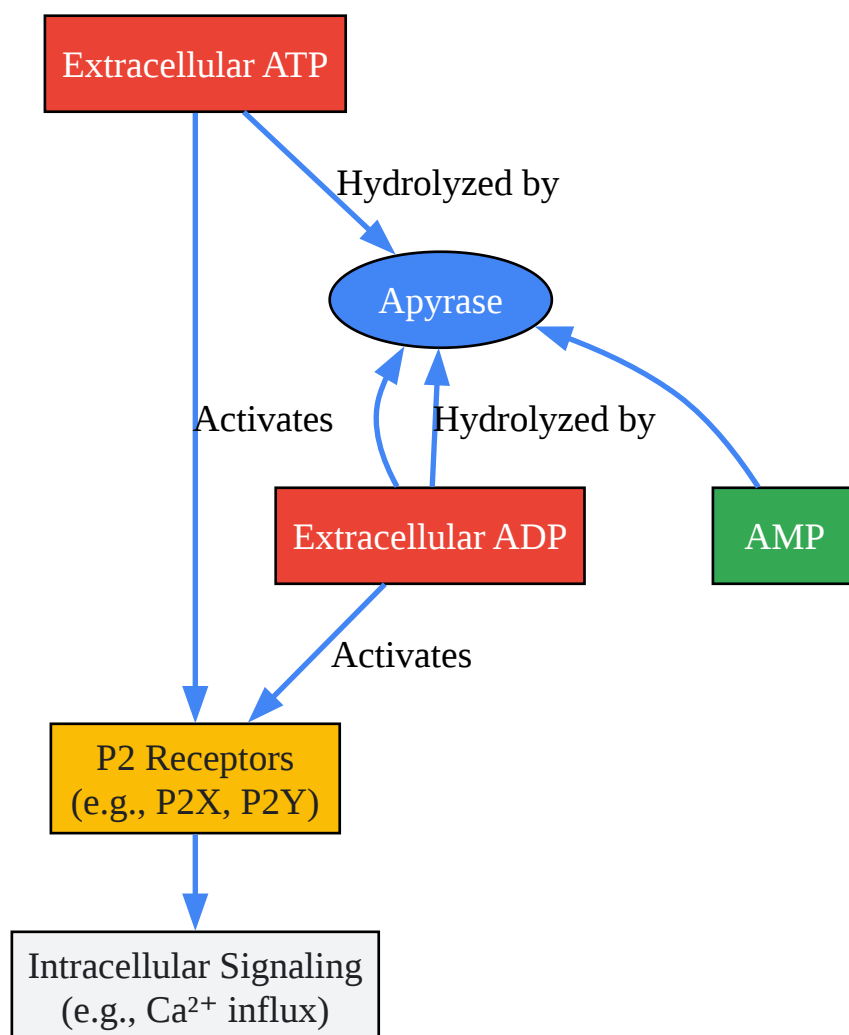 Extracellular ATP
Hydrolyzed by
Apyrase
Activates
Hydrolyzed by
Extracellular ADP
AMP
Activates
P2 Receptors
(e.g., P2X, P2Y)
Intracellular Signaling
(e.g., Ca²⁺ influx)